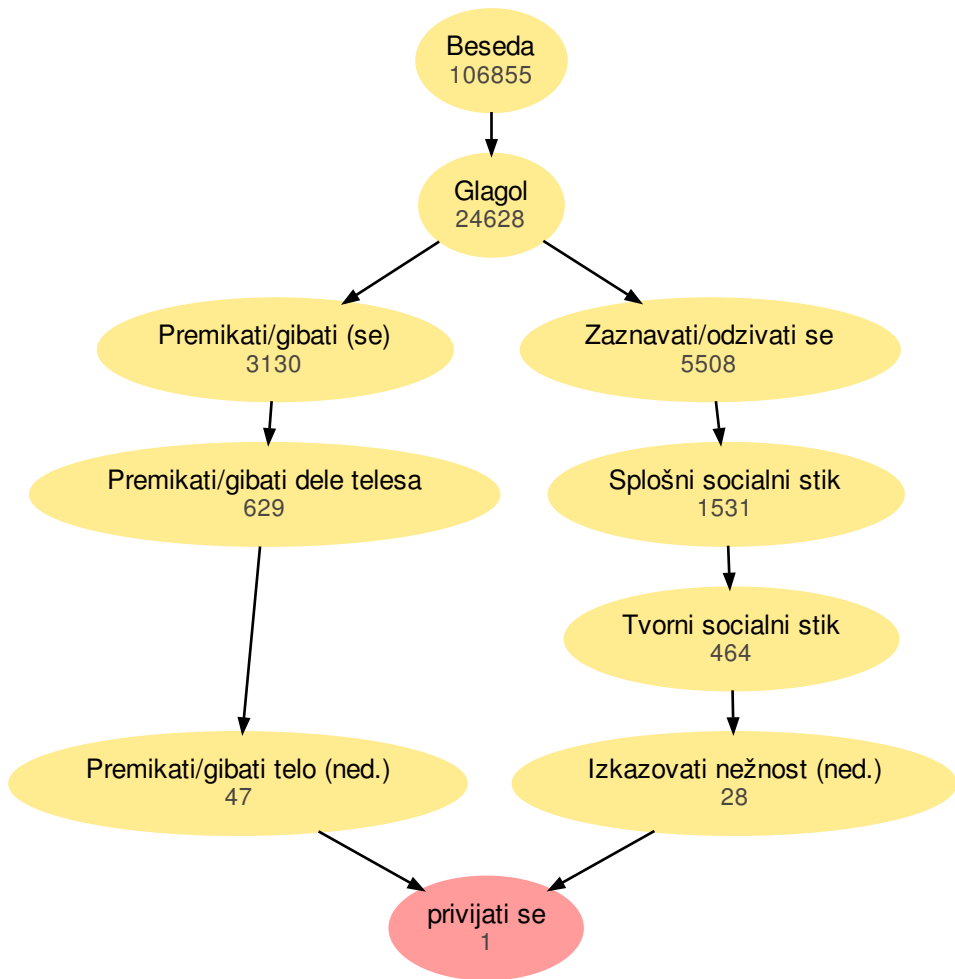 Beseda
106855
Glagol
24628
Premikati/gibati (se)
3130
Zaznavati/odzivati se
5508
Premikati/gibati dele telesa
629
Splošni socialni stik
1531
Tvorni socialni stik
464
Premikati/gibati telo (ned.)
47
Izkazovati nežnost (ned.)
28
privijati se
1